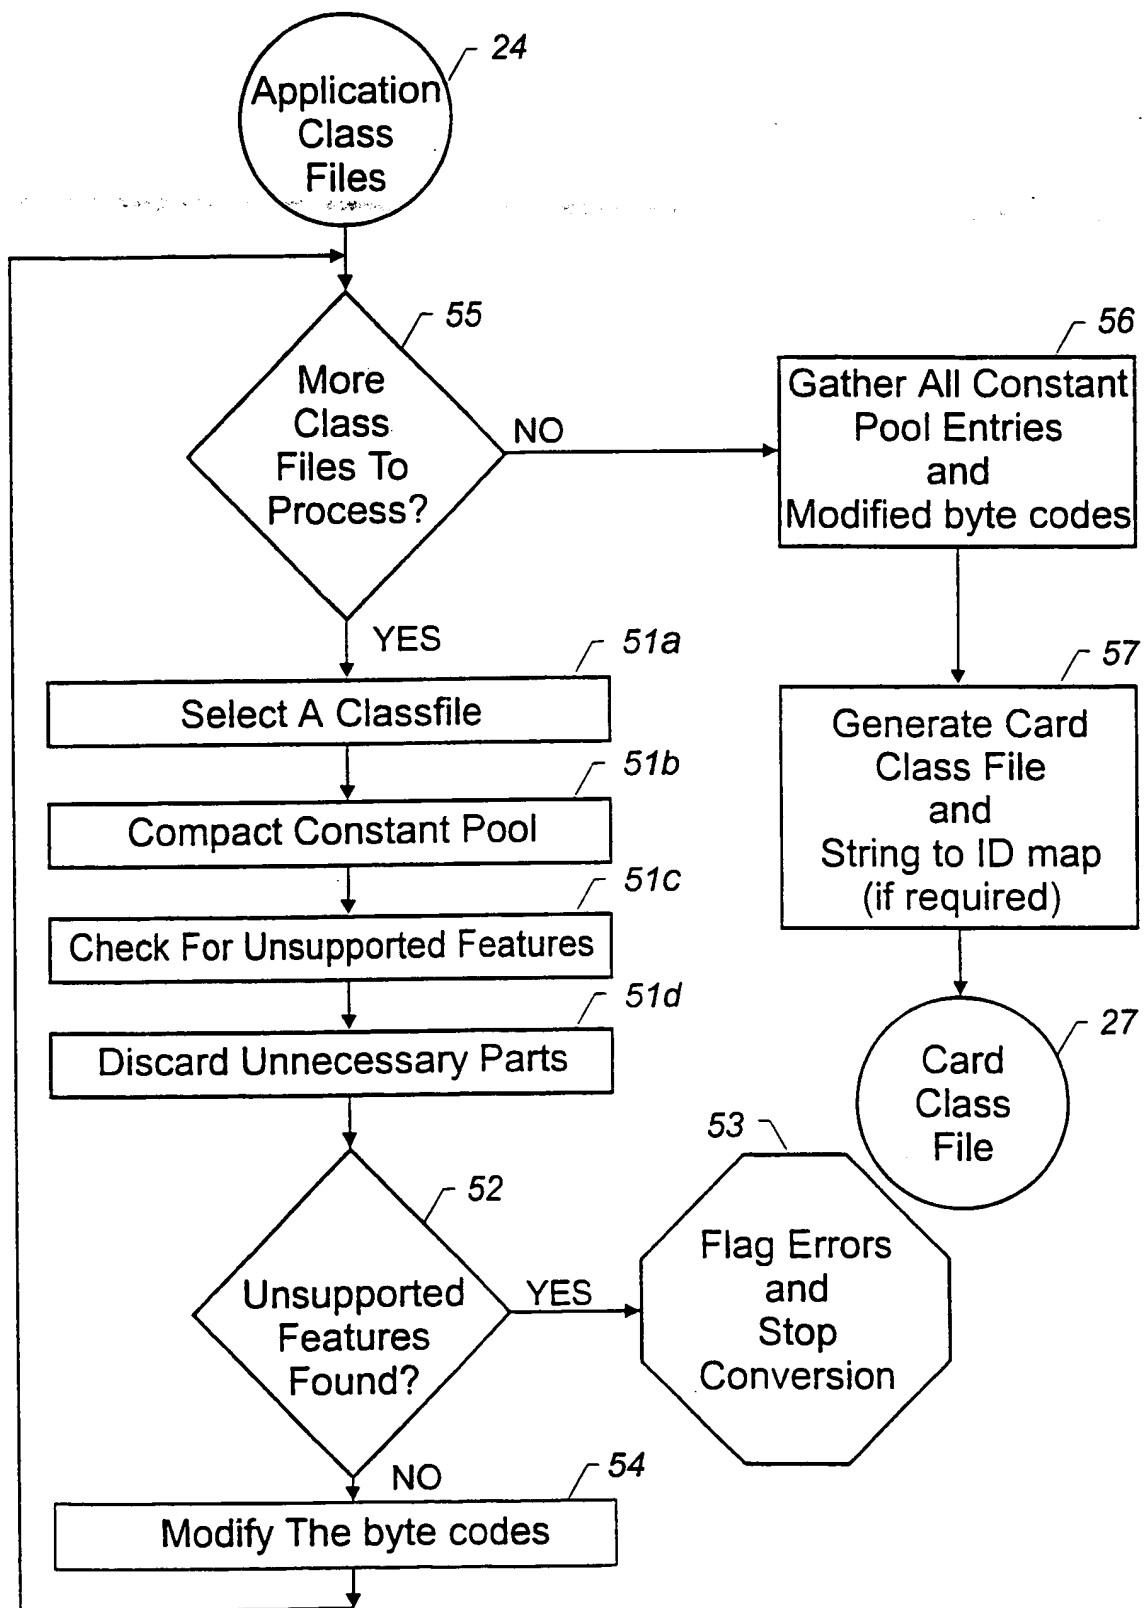 24
Application
Class
Files
55
More
Class
Files To
Process?
NO
56
Gather All Constant
Pool Entries
and
Modified byte codes
YES
51a
Select A Classfile
51b
Compact Constant Pool
51c
Check For Unsupported Features
51d
Discard Unnecessary Parts
57
Generate Card
Class File
and
String to ID map
(if required)
27
Card
Class
File
52
Unsupported
Features
Found?
YES
53
Flag Errors
and
Stop
Conversion
NO
54
Modify The byte codes